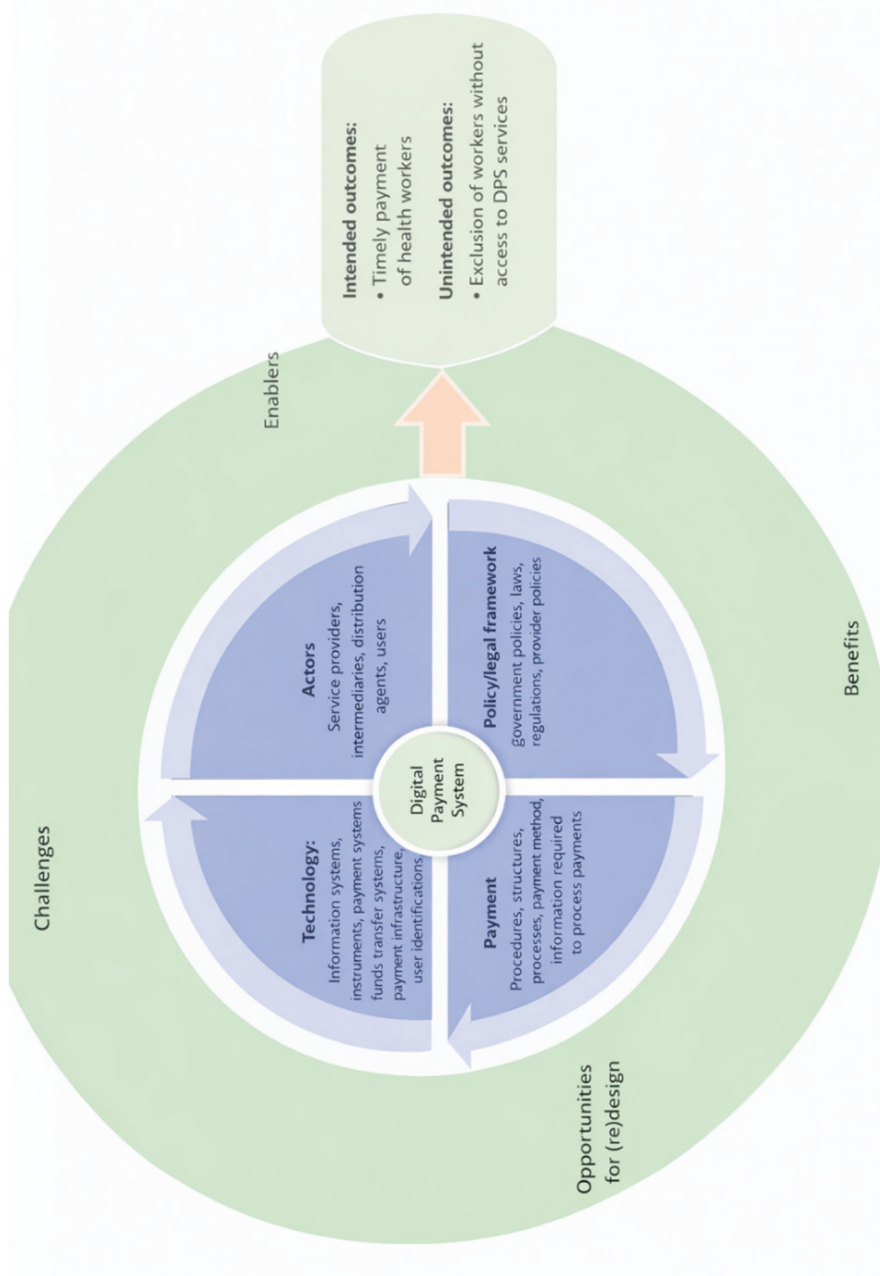 Challenges
Enablers
Technology:
Information systems,
instruments, payment systems
funds transfer systems,
payment infrastructure,
user identifications,
Actors
Service providers,
intermediaries, distribution
agents, users
Digital
Payment
System
Payment
Procedures, structures,
processes, payment method,
information required
to process payments
Policy/legal framework
government policies, laws,
regulations, provider policies
Intended outcomes:
• Timely payment
of health workers
Unintended outcomes:
• Exclusion of workers without
access to DPS services
Opportunities
for (re)design
Benefits